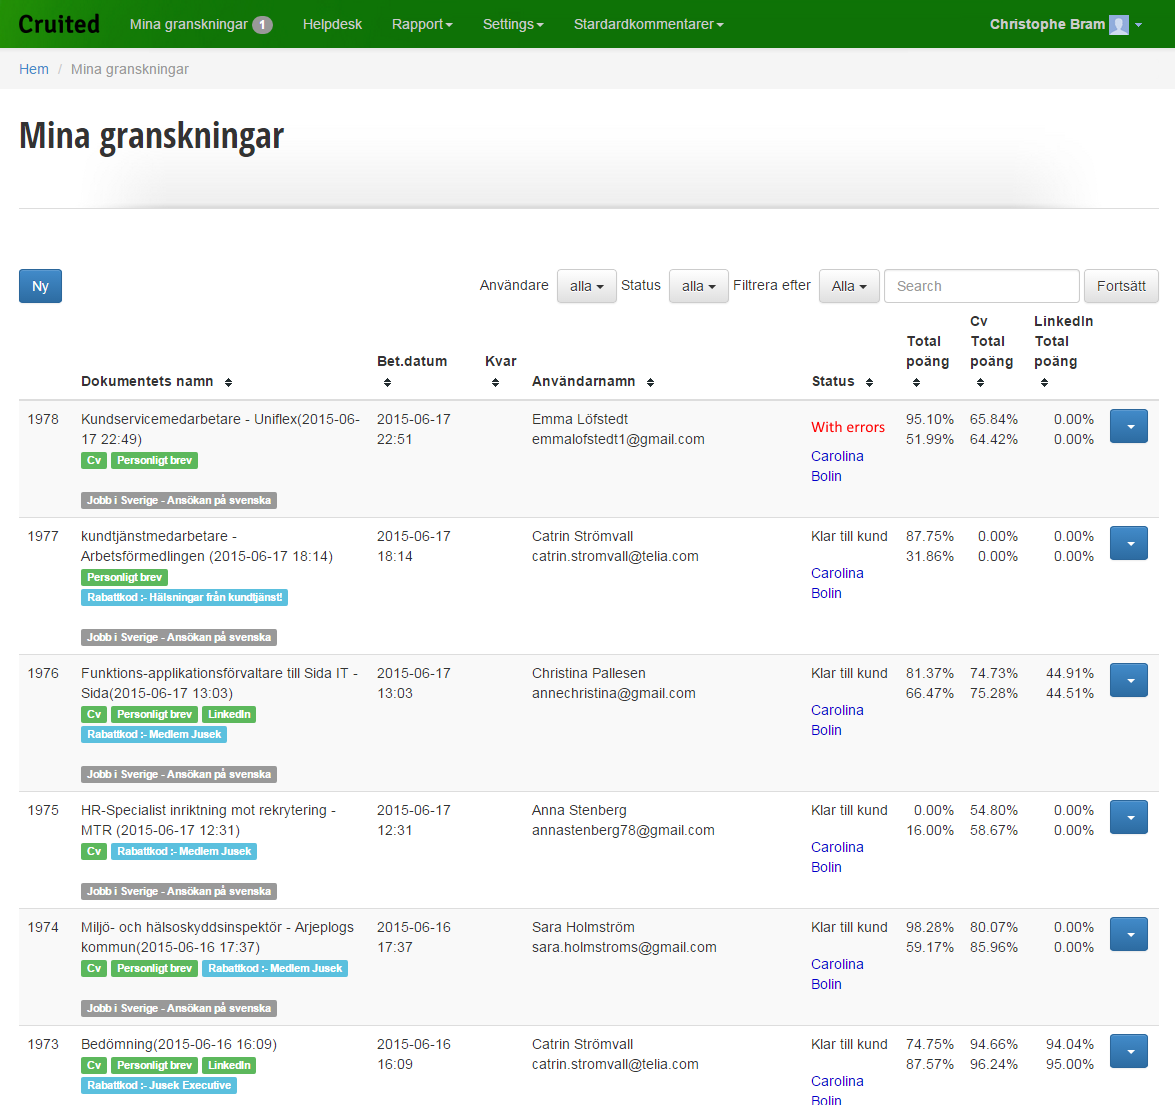 Cruited Mina granskningar 1 Helpdesk Rapport Settings Stardardkommentarer Christophe Bram
Hem / Mina granskningar
Mina granskningar
Ny Användare alla Status alla Filtrera efter Alla Search Fortsätt
Dokumentets namn Bet.datum Kvar Användarnamn Status Total poäng Cv Total poäng LinkedIn Total poäng
1978 Kundservicemedarbetare - Uniflex(2015-06- 2015-06-17 Emma Löfstedt With errors 95.10% 65.84% 0.00%
17 22:49) 22:51 emmalofstedt1@gmail.com 51.99% 64.42% 0.00%
Cv Personligt brev Carolina
Bolin
Jobb i Sverige - Ansökan på svenska
1977 kundtjänstmedarbetare - 2015-06-17 Catrin Strömvall Klar till kund 87.75% 0.00% 0.00%
Arbetsförmedlingen (2015-06-17 18:14) 18:14 catrin.stromvall@telia.com 31.86% 0.00% 0.00%
Personligt brev Carolina
Rabattkod :- Hälsningar från kundtjänst! Bolin
Jobb i Sverige - Ansökan på svenska
1976 Funktions-applikationsförvaltare till Sida IT - 2015-06-17 Christina Pallesen Klar till kund 81.37% 74.73% 44.91%
Sida(2015-06-17 13:03) 13:03 annechristina@gmail.com 66.47% 75.28% 44.51%
Cv Personligt brev LinkedIn Carolina
Rabattkod :- Medlem Jusek Bolin
Jobb i Sverige - Ansökan på svenska
1975 HR-Specialist inriktning mot rekrytering - 2015-06-17 Anna Stenberg Klar till kund 0.00% 54.80% 0.00%
MTR (2015-06-17 12:31) 12:31 annastenberg78@gmail.com 16.00% 58.67% 0.00%
Cv Rabattkod :- Medlem Jusek Carolina
Bolin
Jobb i Sverige - Ansökan på svenska
1974 Miljö- och hälsoskyddsinspektör - Arjeplogs 2015-06-16 Sara Holmström Klar till kund 98.28% 80.07% 0.00%
kommun(2015-06-16 17:37) 17:37 sara.holmstroms@gmail.com 59.17% 85.96% 0.00%
Cv Personligt brev Rabattkod :- Medlem Jusek Carolina
Bolin
Jobb i Sverige - Ansökan på svenska
1973 Bedömning(2015-06-16 16:09) 2015-06-16 Catrin Strömvall Klar till kund 74.75% 94.66% 94.04%
Cv Personligt brev LinkedIn 16:09 catrin.stromvall@telia.com 87.57% 96.24% 95.00%
Rabattkod :- Jusek Executive Carolina
Bolin